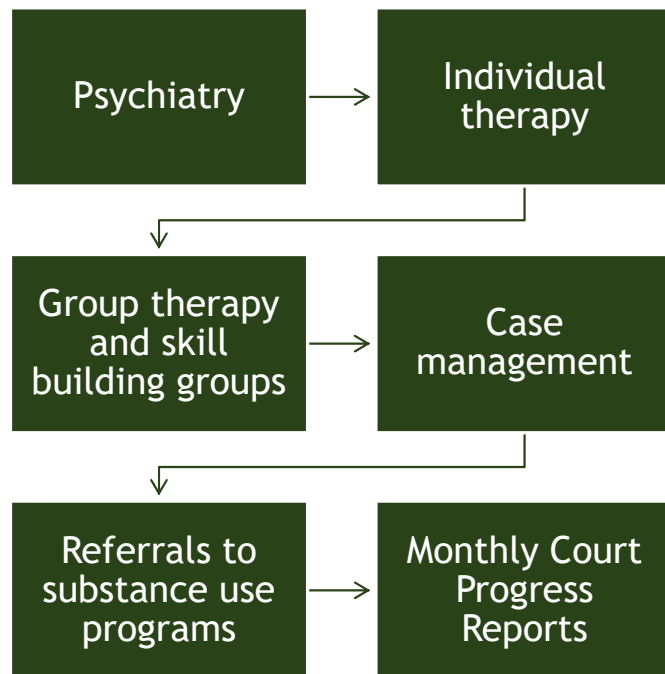 Psychiatry
Individual
therapy
Group therapy
and skill
building groups
Case
management
Referrals to
substance use
programs
Monthly Court
Progress
Reports